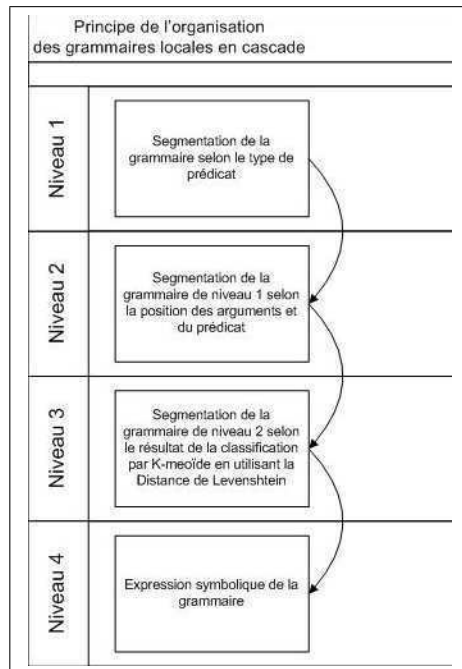 Principe de l'organisation
des grammaires locales en cascade
Niveau 1
Segmentation de la
grammaire selon le type de
prédicat
Niveau 2
Segmentation de la
grammaire de niveau 1 selon
la position des arguments et
du prédicat
Niveau 3
Segmentation de la
grammaire de niveau 2 selon
le résultat de la classification
par K-meoïde en utilisant la
Distance de Levenshtein
Niveau 4
Expression symbolique de la
grammaire